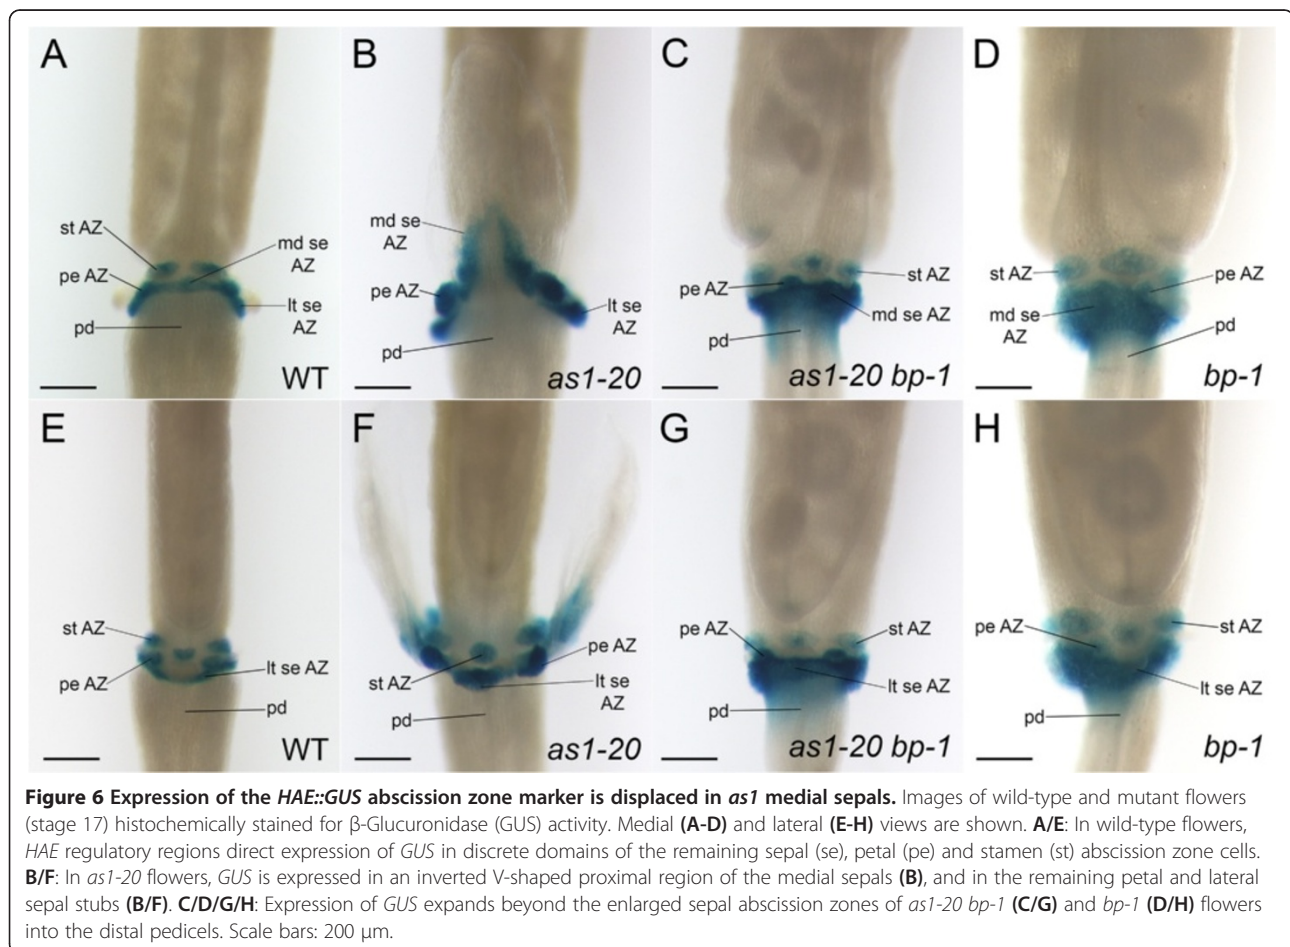 A
st AZ
md se
AZ
pe AZ
lt se
AZ
pd
WT
B
md se
AZ
pe AZ
lt se
AZ
pd
as1-20
C
st AZ
pe AZ
md se AZ
pd
as1-20 bp-1
D
st AZ
pe AZ
md se
AZ
pd
bp-1
E
st AZ
lt se AZ
pe AZ
pd
WT
F
pe AZ
st AZ
lt se
AZ
pd
as1-20
G
pe AZ
st AZ
lt se AZ
pd
as1-20 bp-1
H
pe AZ
st AZ
lt se AZ
pd
bp-1
Figure 6 Expression of the HAE::GUS abscission zone marker is displaced in as1 medial sepals. Images of wild-type and mutant flowers
(stage 17) histochemically stained for β-Glucuronidase (GUS) activity. Medial (A-D) and lateral (E-H) views are shown. A/E: In wild-type flowers,
HAE regulatory regions direct expression of GUS in discrete domains of the remaining sepal (se), petal (pe) and stamen (st) abscission zone cells.
B/F: In as1-20 flowers, GUS is expressed in an inverted V-shaped proximal region of the medial sepals (B), and in the remaining petal and lateral
sepal stubs (B/F). C/D/G/H: Expression of GUS expands beyond the enlarged sepal abscission zones of as1-20 bp-1 (C/G) and bp-1 (D/H) flowers
into the distal pedicels. Scale bars: 200 μm.